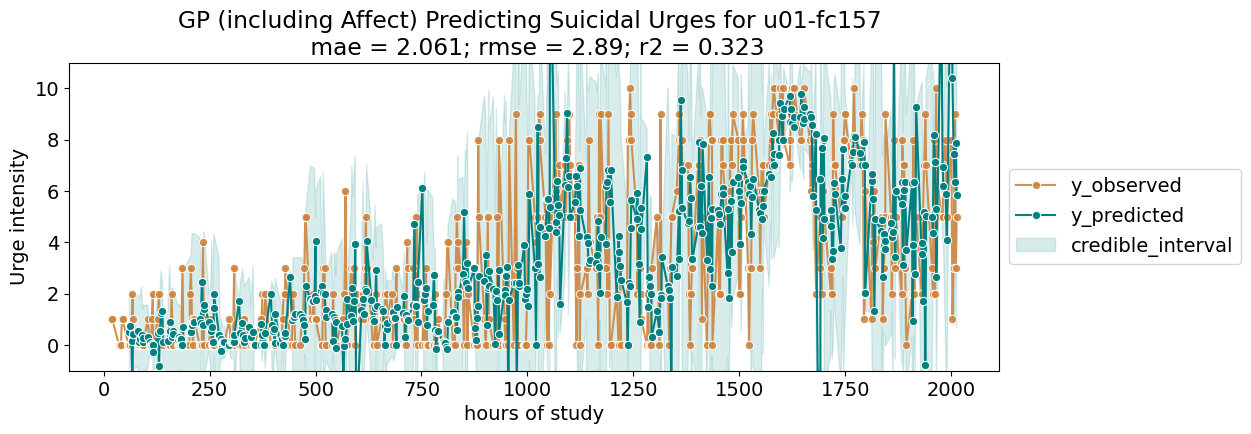 GP (including Affect) Predicting Suicidal Urges for u01-fc157
mae = 2.061; rmse = 2.89; r2 = 0.323
Urge intensity
10
8
6
4
2
0
0 250 500 750 1000 1250 1500 1750 2000
hours of study
y_observed
y_predicted
credible_interval